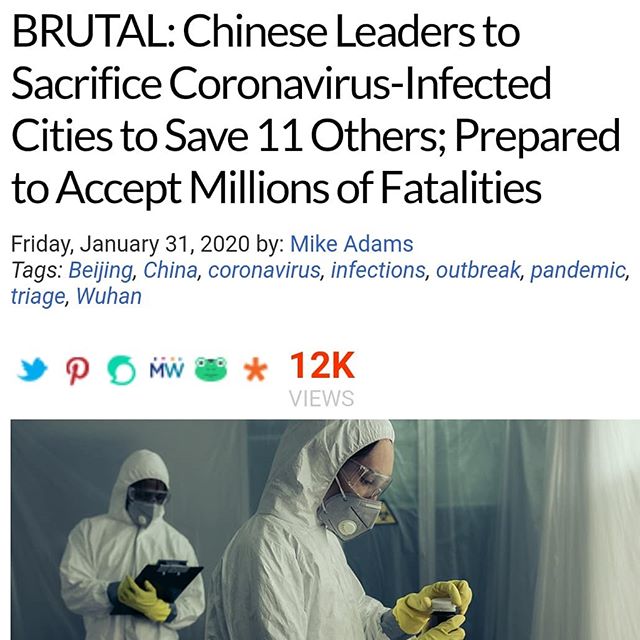 BRUTAL: Chinese Leaders to
Sacrifice Coronavirus-Infected
Cities to Save 11 Others; Prepared
to Accept Millions of Fatalities
Friday, January 31, 2020 by: Mike Adams
Tags: Beijing, China, coronavirus, infections, outbreak, pandemic,
triage, Wuhan
MW 12K
VIEWS